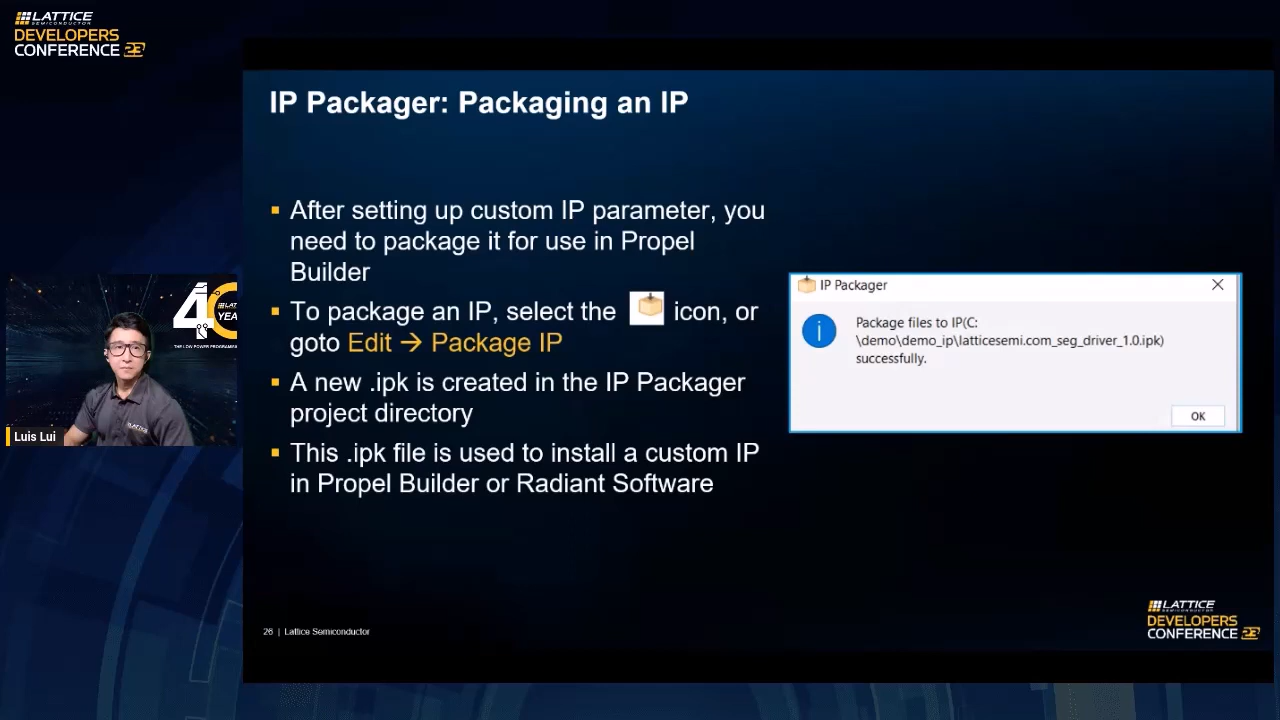 LATTICE
SEMICONDUCTOR
DEVELOPERS
CONFERENCE 23
IP Packager: Packaging an IP
After setting up custom IP parameter, you
need to package it for use in Propel
Builder
To package an IP, select the icon, or
goto Edit → Package IP
A new .ipk is created in the IP Packager
project directory
This .ipk file is used to install a custom IP
in Propel Builder or Radiant Software
IP Packager
Package files to IP(C:
\demo\demo_ip\latticesemi.com_seg_driver_1.0.ipk)
successfully.
OK
40
LATTICE
Luis Lui
26 | Lattice Semiconductor
LATTICE
SEMICONDUCTOR
DEVELOPERS
CONFERENCE 23